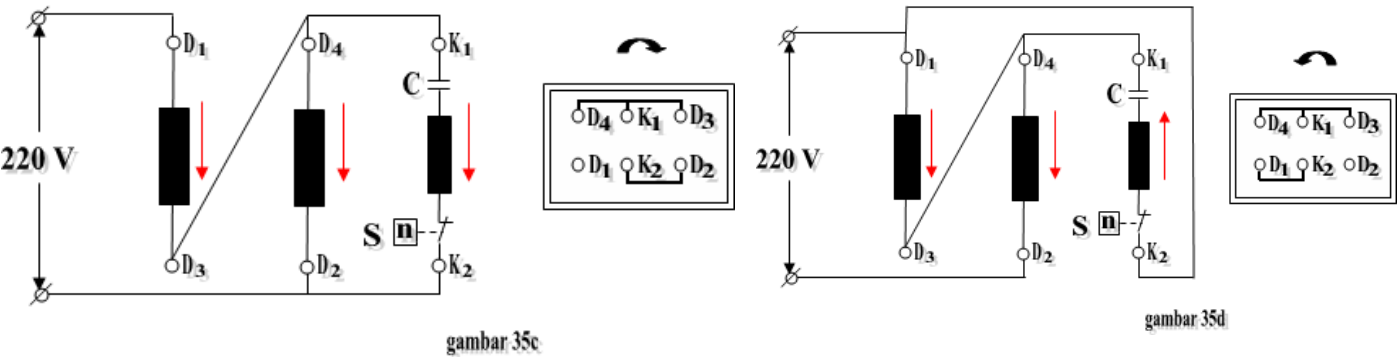 D1
D4
K1
C
220 V
S n
D3
D2
K2
D4 K1 D3
D1 K2 D2
gambar 35c
D1
D4
K1
C
220 V
S n
D3
D2
K2
D4 K1 D3
D1 K2 D2
gambar 35d